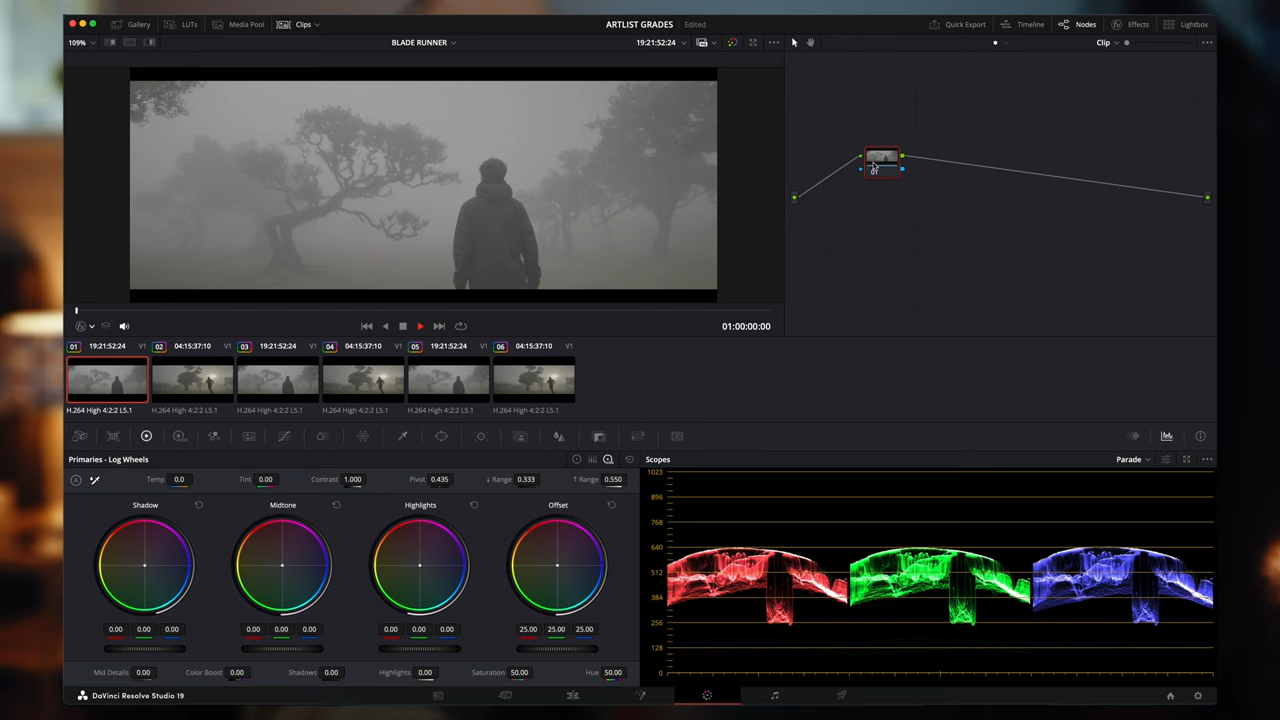 Gallery LUTs Media Pool Clips ARTLIST GRADES Edited Quick Export Timeline Nodes Effects Lightbox
109% BLADE RUNNER 19:21:52:24 Clip
01
01:00:00:00
01 19:21:52:24 V1 02 04:15:37:10 V1 03 19:21:52:24 V1 04 04:15:37:10 V1 05 19:21:52:24 V1 06 04:15:37:10 V1
H.264 High 4:2:2 L5.1 H.264 High 4:2:2 L5.1 H.264 High 4:2:2 L5.1 H.264 High 4:2:2 L5.1 H.264 High 4:2:2 L5.1 H.264 High 4:2:2 L5.1
Primaries - Log Wheels Scopes Parade
A Temp 0.0 Tint 0.00 Contrast 1.000 Pivot 0.435 ↓ Range 0.333 ↑ Range 0.550
Shadow Midtone Highlights Offset
0.00 0.00 0.00 0.00 0.00 0.00 0.00 0.00 0.00 25.00 25.00 25.00
Mid Details 0.00 Color Boost 0.00 Shadows 0.00 Highlights 0.00 Saturation 50.00 Hue 50.00
1023
896
768
640
512
384
256
128
0
DaVinci Resolve Studio 19